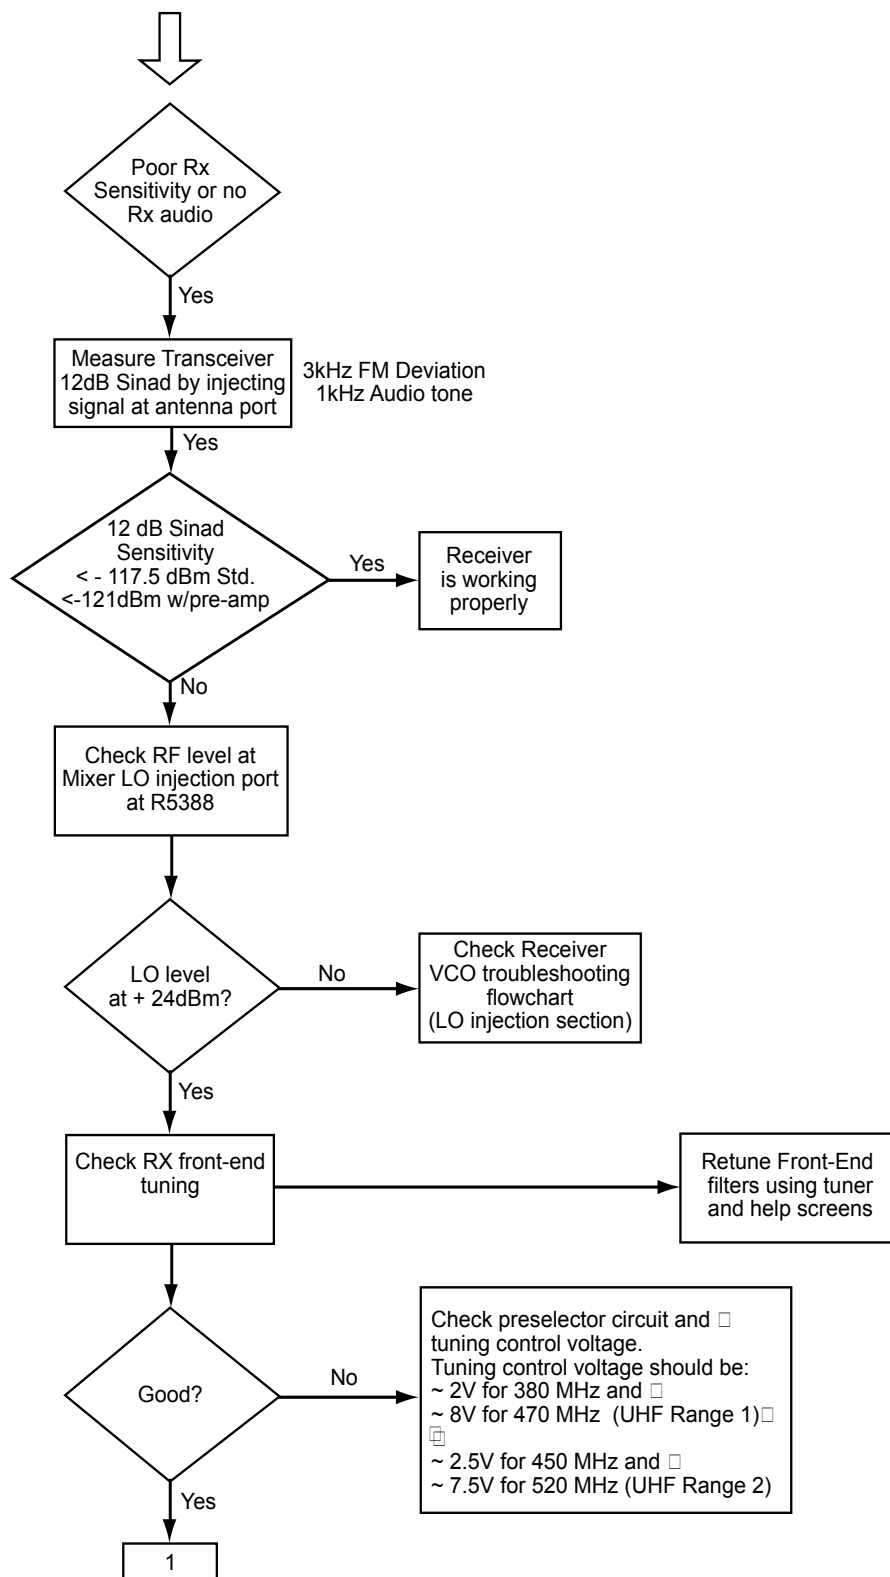 Poor Rx
Sensitivity or no
Rx audio
Yes
Measure Transceiver
12dB Sinad by injecting
signal at antenna port
3kHz FM Deviation
1kHz Audio tone
Yes
12 dB Sinad
Sensitivity
< - 117.5 dBm Std.
<-121dBm w/pre-amp
Yes
Receiver
is working
properly
No
Check RF level at
Mixer LO injection port
at R5388
LO level
at + 24dBm?
No
Check Receiver
VCO troubleshooting
flowchart
(LO injection section)
Yes
Check RX front-end
tuning
Retune Front-End
filters using tuner
and help screens
Good?
No
Check preselector circuit and □
tuning control voltage.
Tuning control voltage should be:
~ 2V for 380 MHz and □
~ 8V for 470 MHz (UHF Range 1)□
□□
~ 2.5V for 450 MHz and □
~ 7.5V for 520 MHz (UHF Range 2)
Yes
1